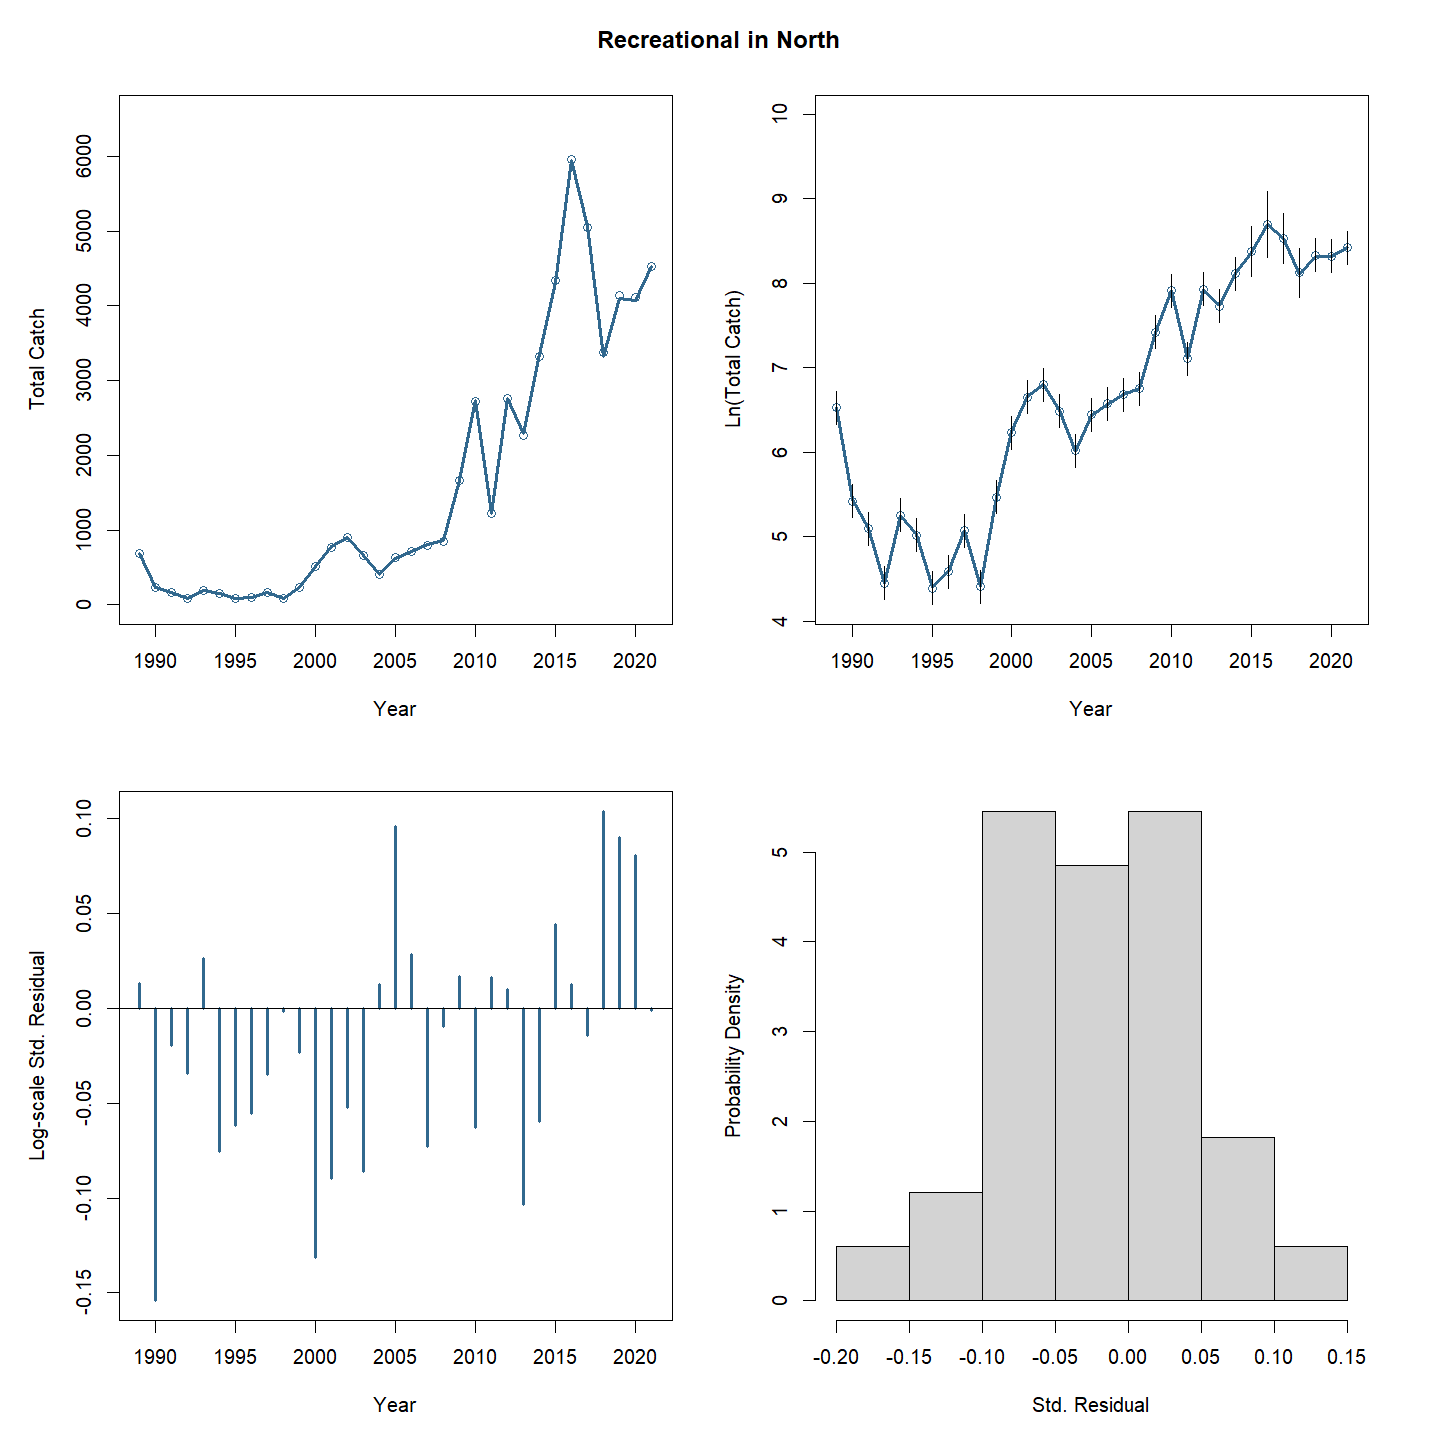 Recreational in North
Total Catch
6000
5000
4000
3000
2000
1000
0
1990 1995 2000 2005 2010 2015 2020
Year
Ln(Total Catch)
10
9
8
7
6
5
4
1990 1995 2000 2005 2010 2015 2020
Year
Log-scale Std. Residual
0.10
0.05
0.00
-0.05
-0.10
-0.15
1990 1995 2000 2005 2010 2015 2020
Year
Probability Density
5
4
3
2
1
0
-0.20 -0.15 -0.10 -0.05 0.00 0.05 0.10 0.15
Std. Residual